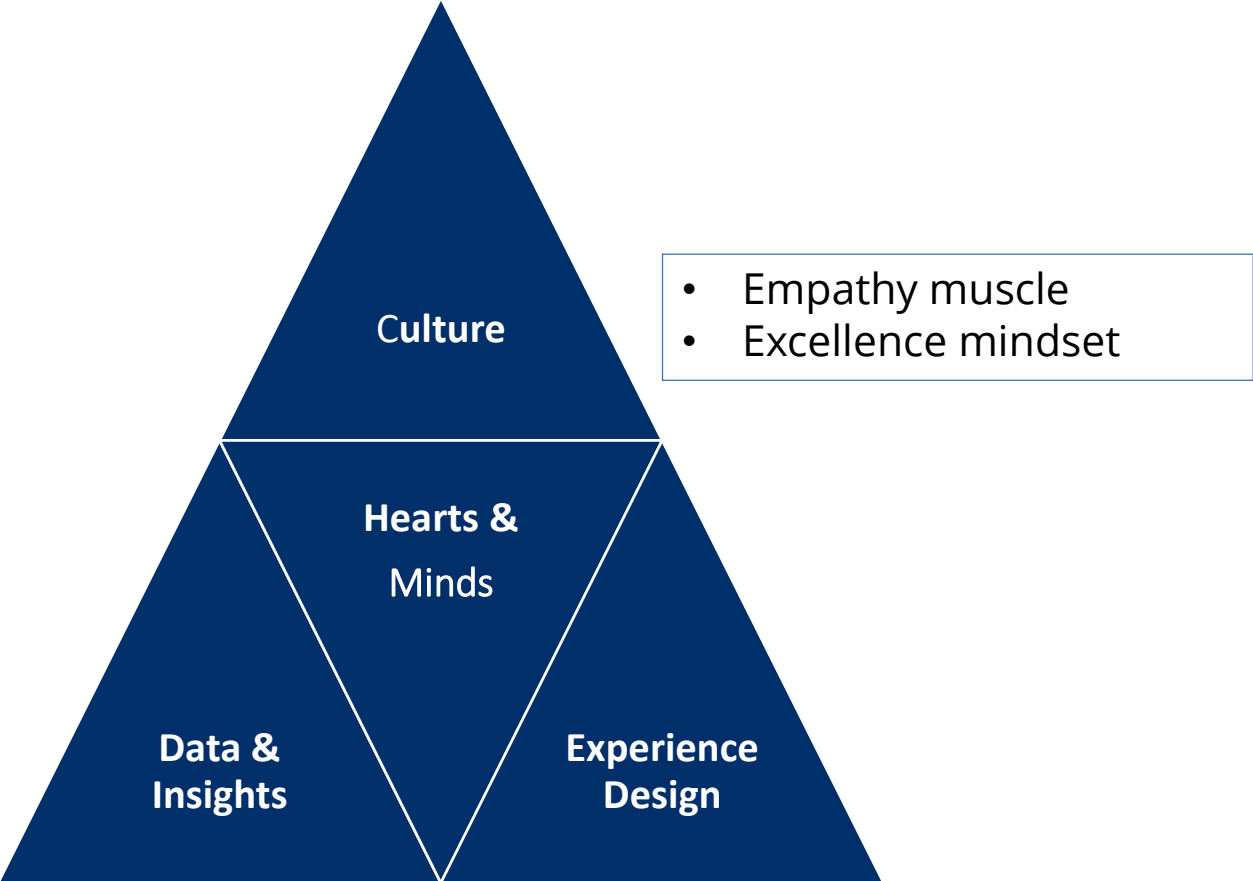 Culture
• Empathy muscle
• Excellence mindset
Hearts &
Minds
Data &
Insights
Experience
Design